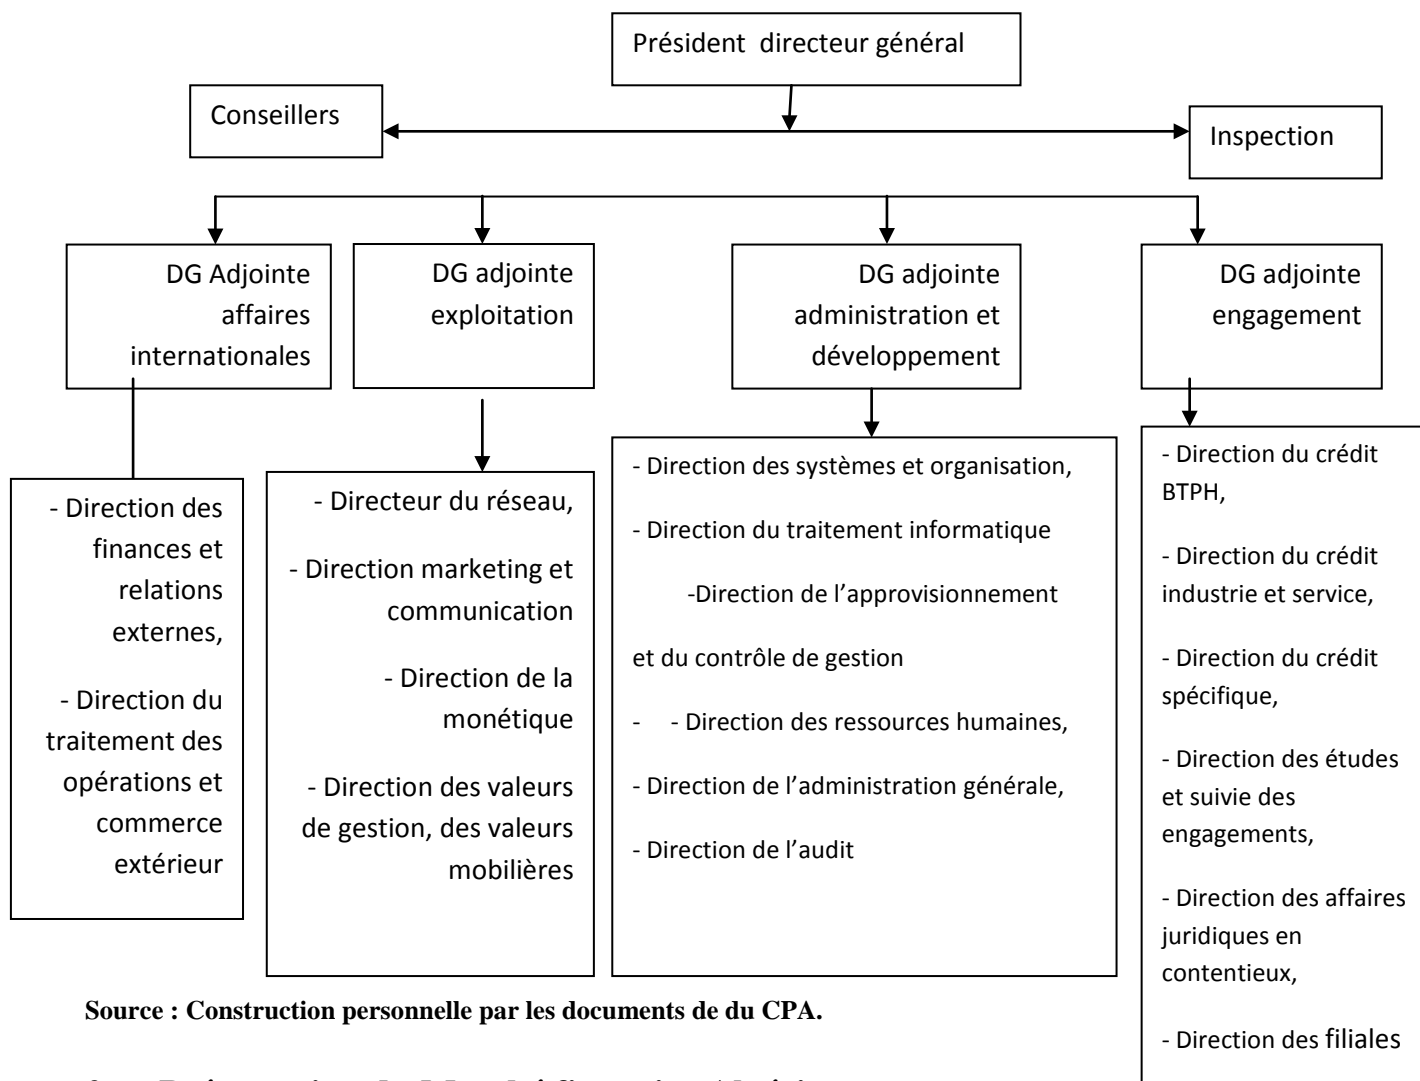 Président  directeur général
Conseillers
Inspection
DG Adjointe
affaires
internationales
DG adjointe
exploitation
DG adjointe
administration et
développement
DG adjointe
engagement
- Direction des
finances et
relations
externes,
- Direction du
traitement des
opérations et
commerce
extérieur
- Directeur du réseau,
- Direction marketing et
communication
- Direction de la
monétique
- Direction des valeurs
de gestion, des valeurs
mobilières
- Direction des systèmes et organisation,
- Direction du traitement informatique
-Direction de l’approvisionnement
et du contrôle de gestion
-    - Direction des ressources humaines,
- Direction de l’administration générale,
- Direction de l’audit
- Direction du crédit
BTPH,
- Direction du crédit
industrie et service,
- Direction du crédit
spécifique,
- Direction des études
et suivie des
engagements,
- Direction des affaires
juridiques en
contentieux,
- Direction des filiales
Source : Construction personnelle par les documents de du CPA.